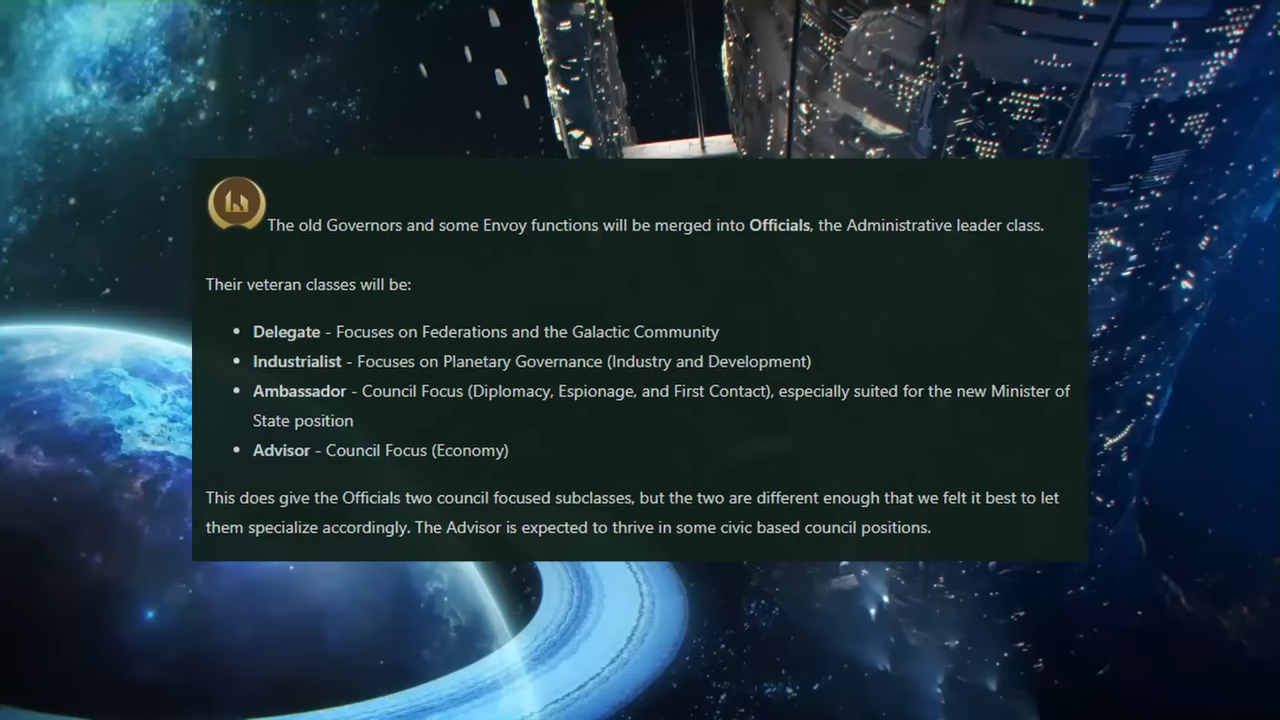 The old Governors and some Envoy functions will be merged into Officials, the Administrative leader class.
Their veteran classes will be:
• Delegate - Focuses on Federations and the Galactic Community
• Industrialist - Focuses on Planetary Governance (Industry and Development)
• Ambassador - Council Focus (Diplomacy, Espionage, and First Contact), especially suited for the new Minister of
State position
• Advisor - Council Focus (Economy)
This does give the Officials two council focused subclasses, but the two are different enough that we felt it best to let
them specialize accordingly. The Advisor is expected to thrive in some civic based council positions.